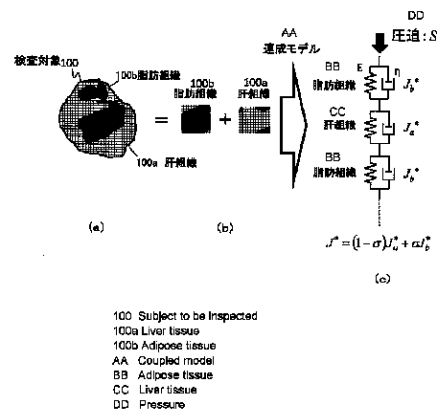 検査対象100
100b脂肪組織
100a 肝組織
(a)
=
100b
脂肪組織
+
100a
肝組織
(b)
AA
連成モデル
DD
圧迫:S
BB
脂肪組織
E
η
J_b*
CC
肝組織
J_a*
BB
脂肪組織
J_b*
J* = (1-σ)J_a* + σJ_b*
(c)
100 Subject to be Inspected
100a Liver tissue
100b Adipose tissue
AA Coupled model
BB Adipose tissue
CC Liver tissue
DD Pressure